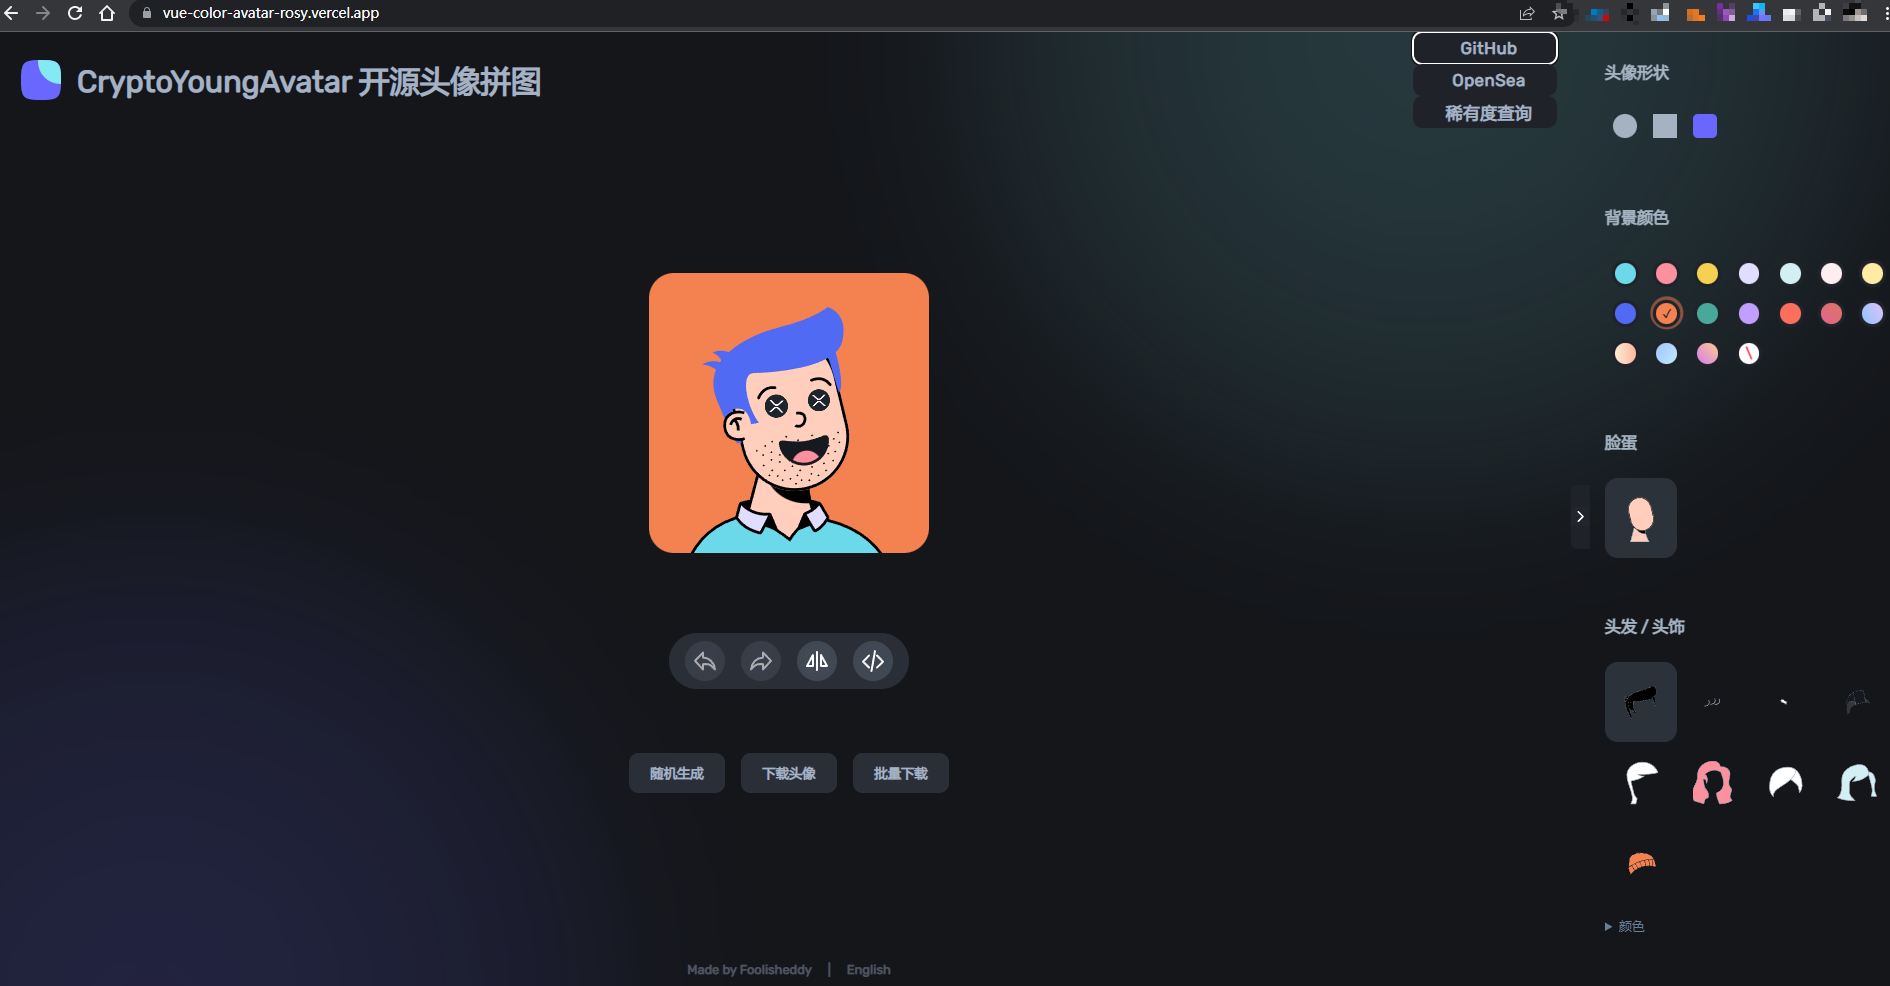 vue-color-avatar-rosy.vercel.app
CryptoYoungAvatar 开源头像拼图
GitHub
OpenSea
稀有度查询
头像形状
背景颜色
脸蛋
头发 / 头饰
颜色
随机生成
下载头像
批量下载
Made by Foolisheddy | English